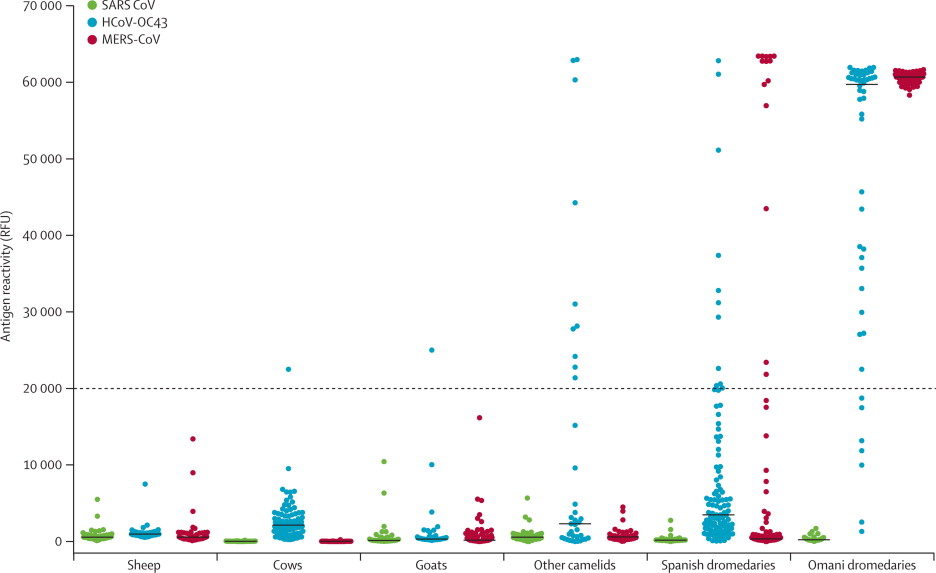 SARS CoV
HCoV-OC43
MERS-CoV
Antigen reactivity (RFU)
70 000
60 000
50 000
40 000
30 000
20 000
10 000
0
Sheep
Cows
Goats
Other camelids
Spanish dromedaries
Omani dromedaries